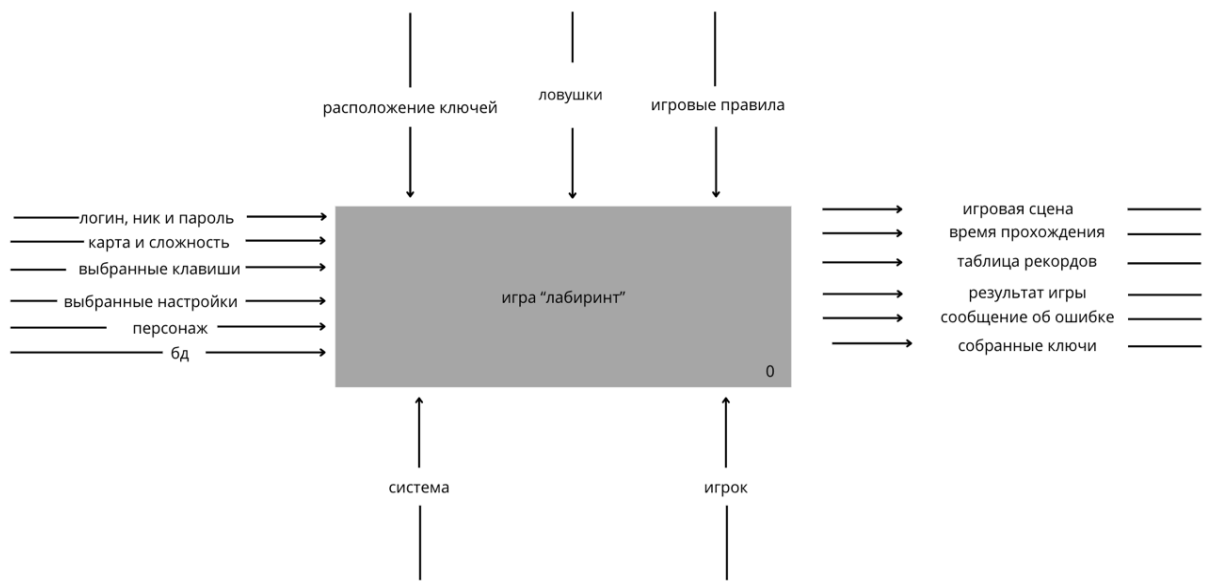 расположение ключей
ловушки
игровые правила
логин, ник и пароль
карта и сложность
выбранные клавиши
выбранные настройки
персонаж
бд
игра “лабиринт”
0
игровая сцена
время прохождения
таблица рекордов
результат игры
сообщение об ошибке
собранные ключи
система
игрок